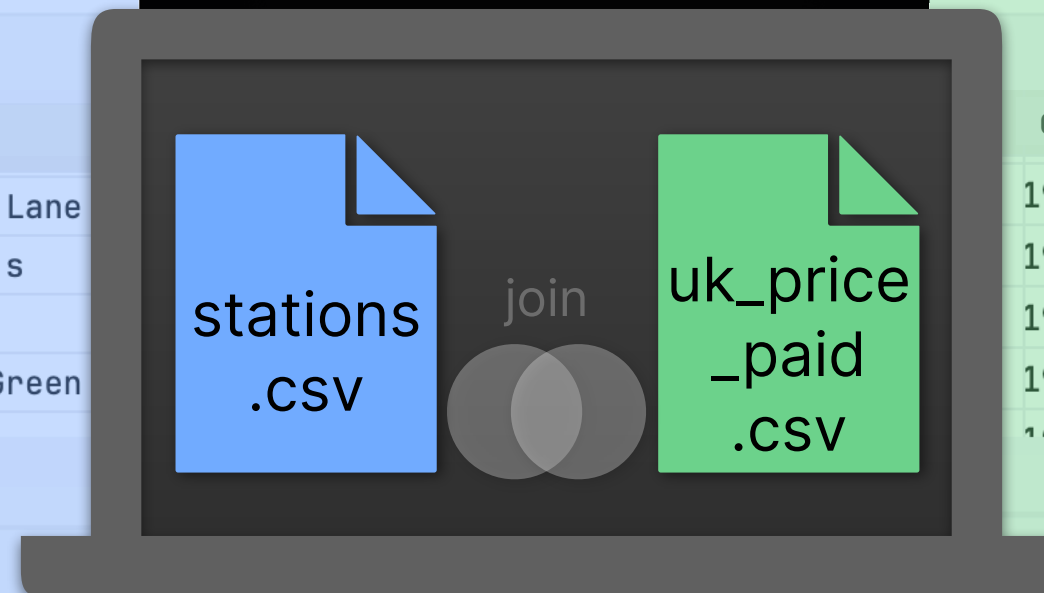 Lane
s
Green
stations
.csv
join
uk_price
_paid
.csv